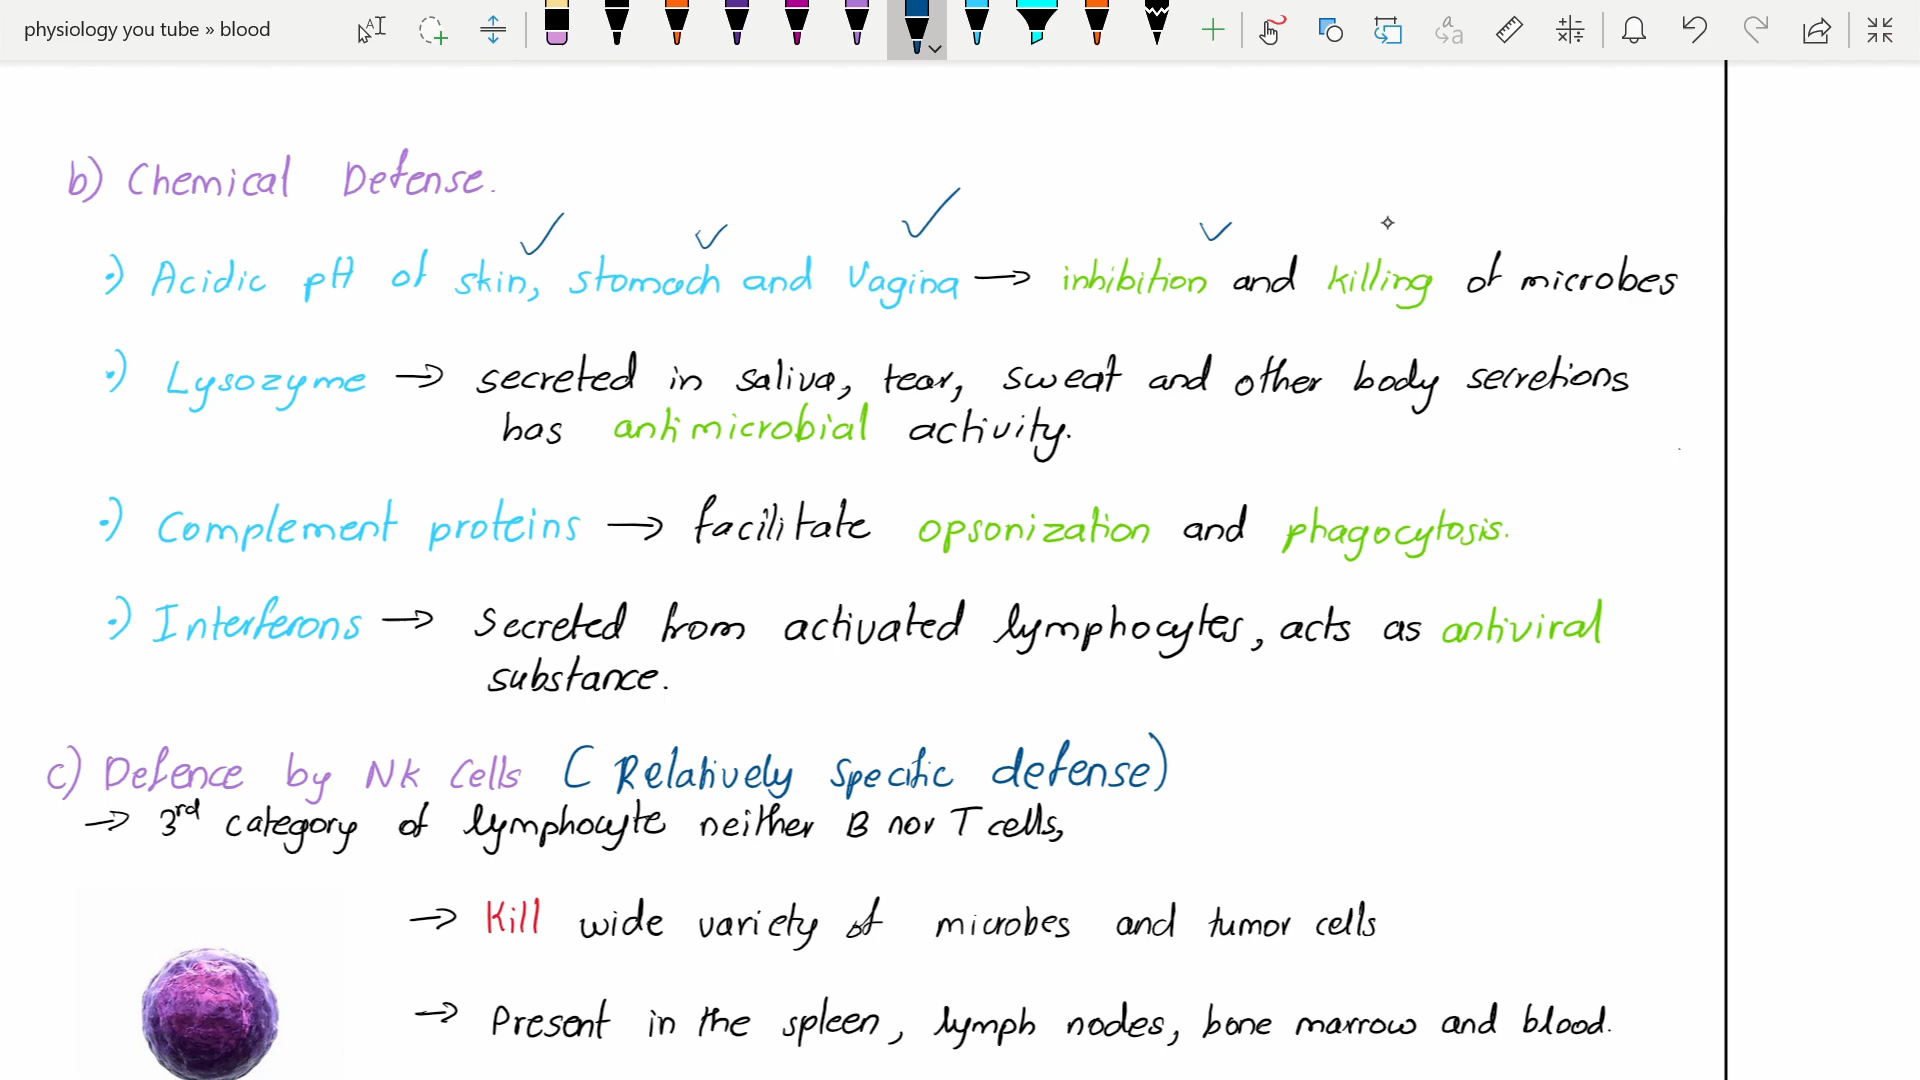 physiology you tube » blood
b) Chemical Defense.
Acidic pH of skin, stomach and Vagina → inhibition and killing of microbes
Lysozyme → secreted in saliva, tear, sweat and other body secretions
has antimicrobial activity.
Complement proteins → facilitate opsonization and phagocytosis.
Interferons → Secreted from activated lymphocytes, acts as antiviral
substance.
c) Defence by NK Cells ( Relatively specific defense)
→ 3rd category of lymphocyte neither B nor T cells,
→ Kill wide variety of microbes and tumor cells
→ Present in the spleen, lymph nodes, bone marrow and blood.